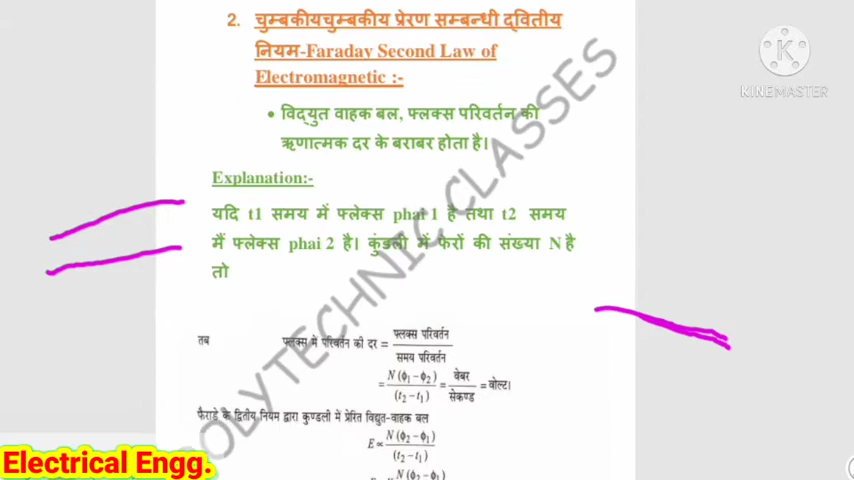 2. चुम्बकीयचुम्बकीय प्रेरण सम्बन्धी द्वितीय
नियम-Faraday Second Law of
Electromagnetic :-
• विद्युत वाहक बल, फ्लक्स परिवर्तन की
ऋणात्मक दर के बराबर होता है।
Explanation:-
यदि t1 समय में फ्लेक्स phai 1 है तथा t2 समय
में फ्लेक्स phai 2 है। कुंडली में फेरों की संख्या N है
तो
तब फ्लक्स में परिवर्तन की दर = फ्लक्स परिवर्तन / समय परिवर्तन
= N (ϕ1 − ϕ2) / (t2 − t1) = वेबर / सेकण्ड = वोल्ट।
फैराडे के द्वितीय नियम द्वारा कुण्डली में प्रेरित विद्युत-वाहक बल
E ∝ N (ϕ2 − ϕ1) / (t2 − t1)
N (ϕ2 − ϕ1)
POLYTECHNIC CLASSES
K
KINEMASTER
Electrical Engg.